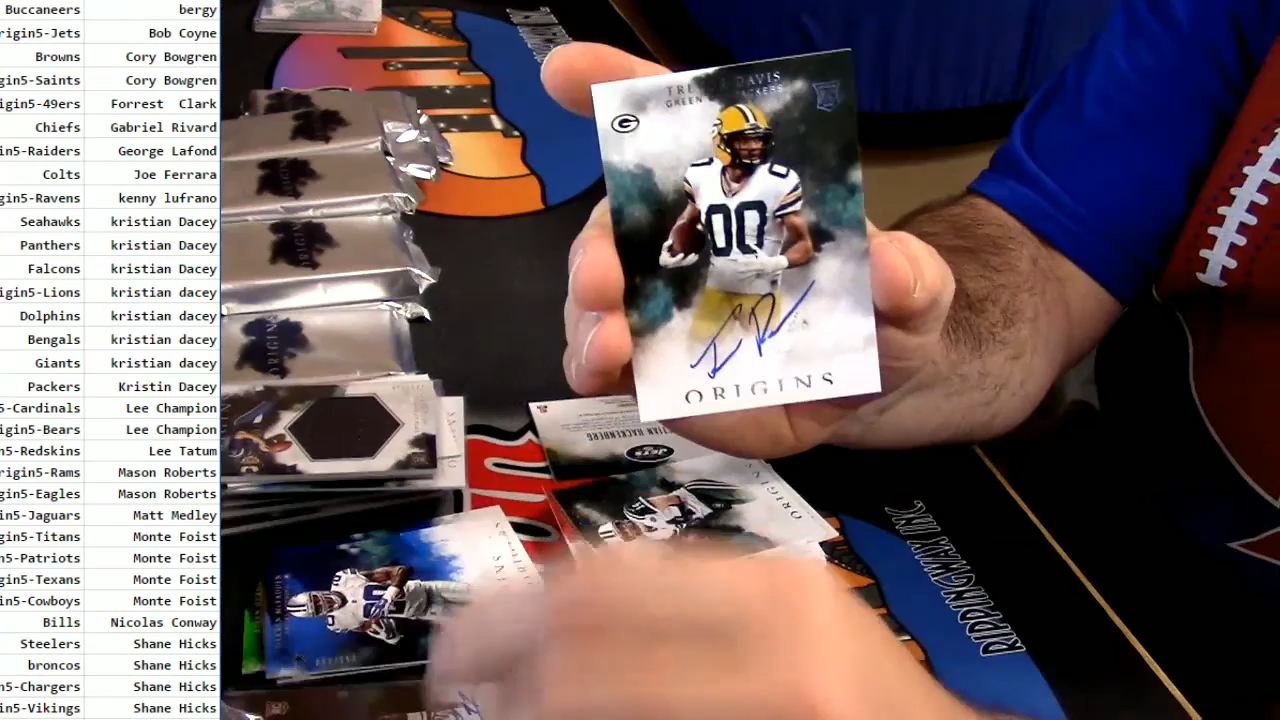 Buccaneers bergy
rigin5-Jets Bob Coyne
Browns Cory Bowgren
gin5-Saints Cory Bowgren
igin5-49ers Forrest Clark
Chiefs Gabriel Rivard
in5-Raiders George Lafond
Colts Joe Ferrara
in5-Ravens kenny lufrano
Seahawks kristian Dacey
Panthers kristian Dacey
Falcons kristian Dacey
igin5-Lions kristian dacey
Dolphins kristian dacey
Bengals kristian dacey
Giants kristian dacey
Packers Kristin Dacey
5-Cardinals Lee Champion
igin5-Bears Lee Champion
n5-Redskins Lee Tatum
rigin5-Rams Mason Roberts
gin5-Eagles Mason Roberts
in5-Jaguars Matt Medley
gin5-Titans Monte Foist
n5-Patriots Monte Foist
gin5-Texans Monte Foist
in5-Cowboys Monte Foist
Bills Nicolas Conway
Steelers Shane Hicks
broncos Shane Hicks
n5-Chargers Shane Hicks
in5-Vikings Shane Hicks
DAVIS
GREEN
G
00
ORIGINS
ORIGINS
HACKENBERG
JETS
ORIGINS
RIPPINGWAX INC.